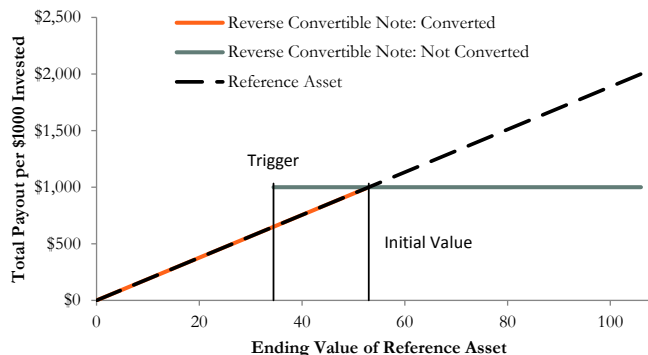 Reverse Convertible Note: Converted
Reverse Convertible Note: Not Converted
Reference Asset
Total Payout per $1000 Invested
$2,500
$2,000
$1,500
$1,000
$500
$0
Trigger
Initial Value
0 20 40 60 80 100
Ending Value of Reference Asset